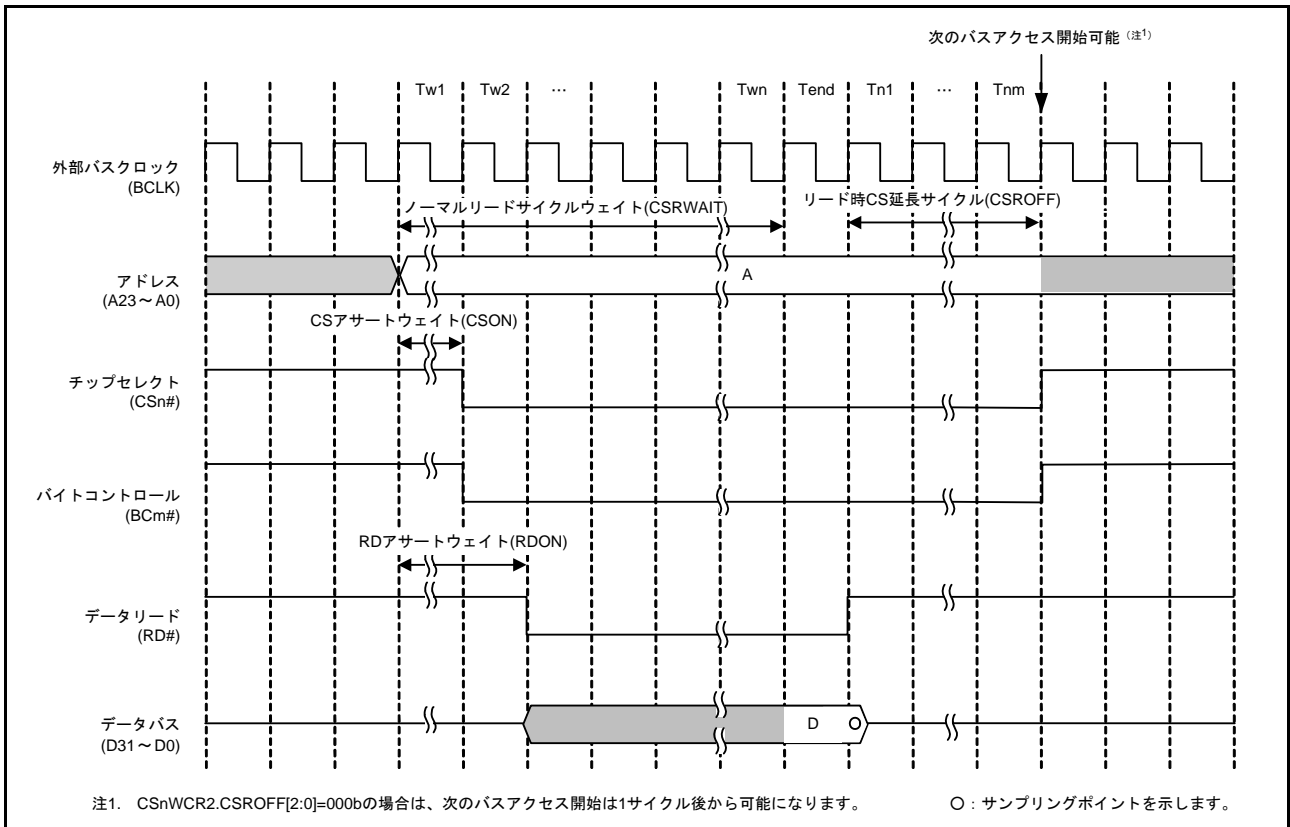 次のバスアクセス開始可能（注1）
Tw1 Tw2 … Twn Tend Tn1 … Tnm
外部バスクロック
(BCLK)
ノーマルリードサイクルウェイト(CSRWAIT)
リード時CS延長サイクル(CSROFF)
アドレス
(A23～A0)
A
CSアサートウェイト(CSON)
チップセレクト
(CSn#)
バイトコントロール
(BCm#)
RDアサートウェイト(RDON)
データリード
(RD#)
データバス
(D31～D0)
D
注1. CSnWCR2.CSROFF[2:0]=000bの場合は、次のバスアクセス開始は1サイクル後から可能になります。
○：サンプリングポイントを示します。